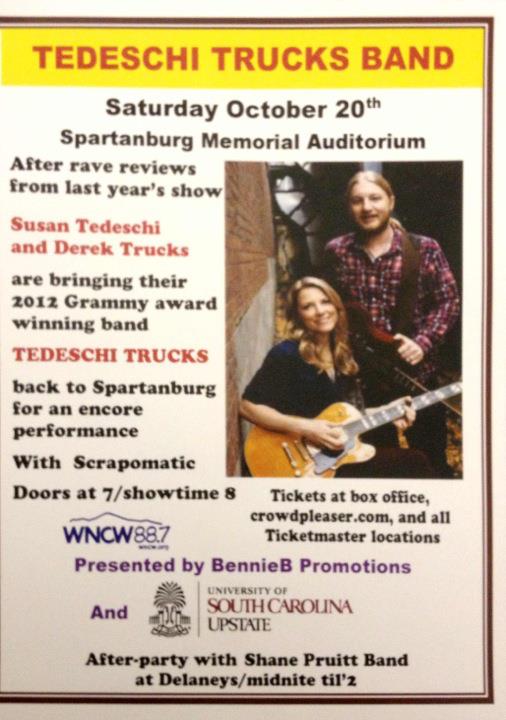 TEDESCHI TRUCKS BAND
Saturday October 20th
Spartanburg Memorial Auditorium
After rave reviews
from last year's show
Susan Tedeschi
and Derek Trucks
are bringing their
2012 Grammy award
winning band
TEDESCHI TRUCKS
back to Spartanburg
for an encore
performance
With Scrapomatic
Doors at 7/showtime 8
Tickets at box office,
crowdpleaser.com, and all
Ticketmaster locations
WNCW88.7
wncw.org
Presented by BennieB Promotions
And
UNIVERSITY OF
SOUTH CAROLINA
UPSTATE
After-party with Shane Pruitt Band
at Delaneys/midnite til'2